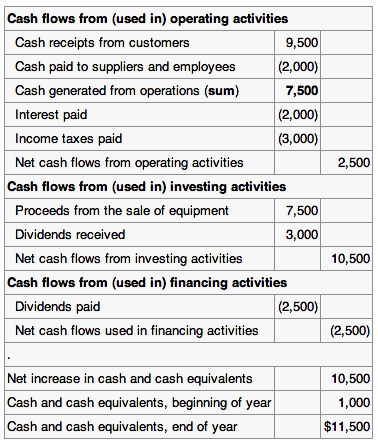 Cash flows from (used in) operating activities
Cash receipts from customers 9,500
Cash paid to suppliers and employees (2,000)
Cash generated from operations (sum) 7,500
Interest paid (2,000)
Income taxes paid (3,000)
Net cash flows from operating activities 2,500
Cash flows from (used in) investing activities
Proceeds from the sale of equipment 7,500
Dividends received 3,000
Net cash flows from investing activities 10,500
Cash flows from (used in) financing activities
Dividends paid (2,500)
Net cash flows used in financing activities (2,500)
.
Net increase in cash and cash equivalents 10,500
Cash and cash equivalents, beginning of year 1,000
Cash and cash equivalents, end of year $11,500